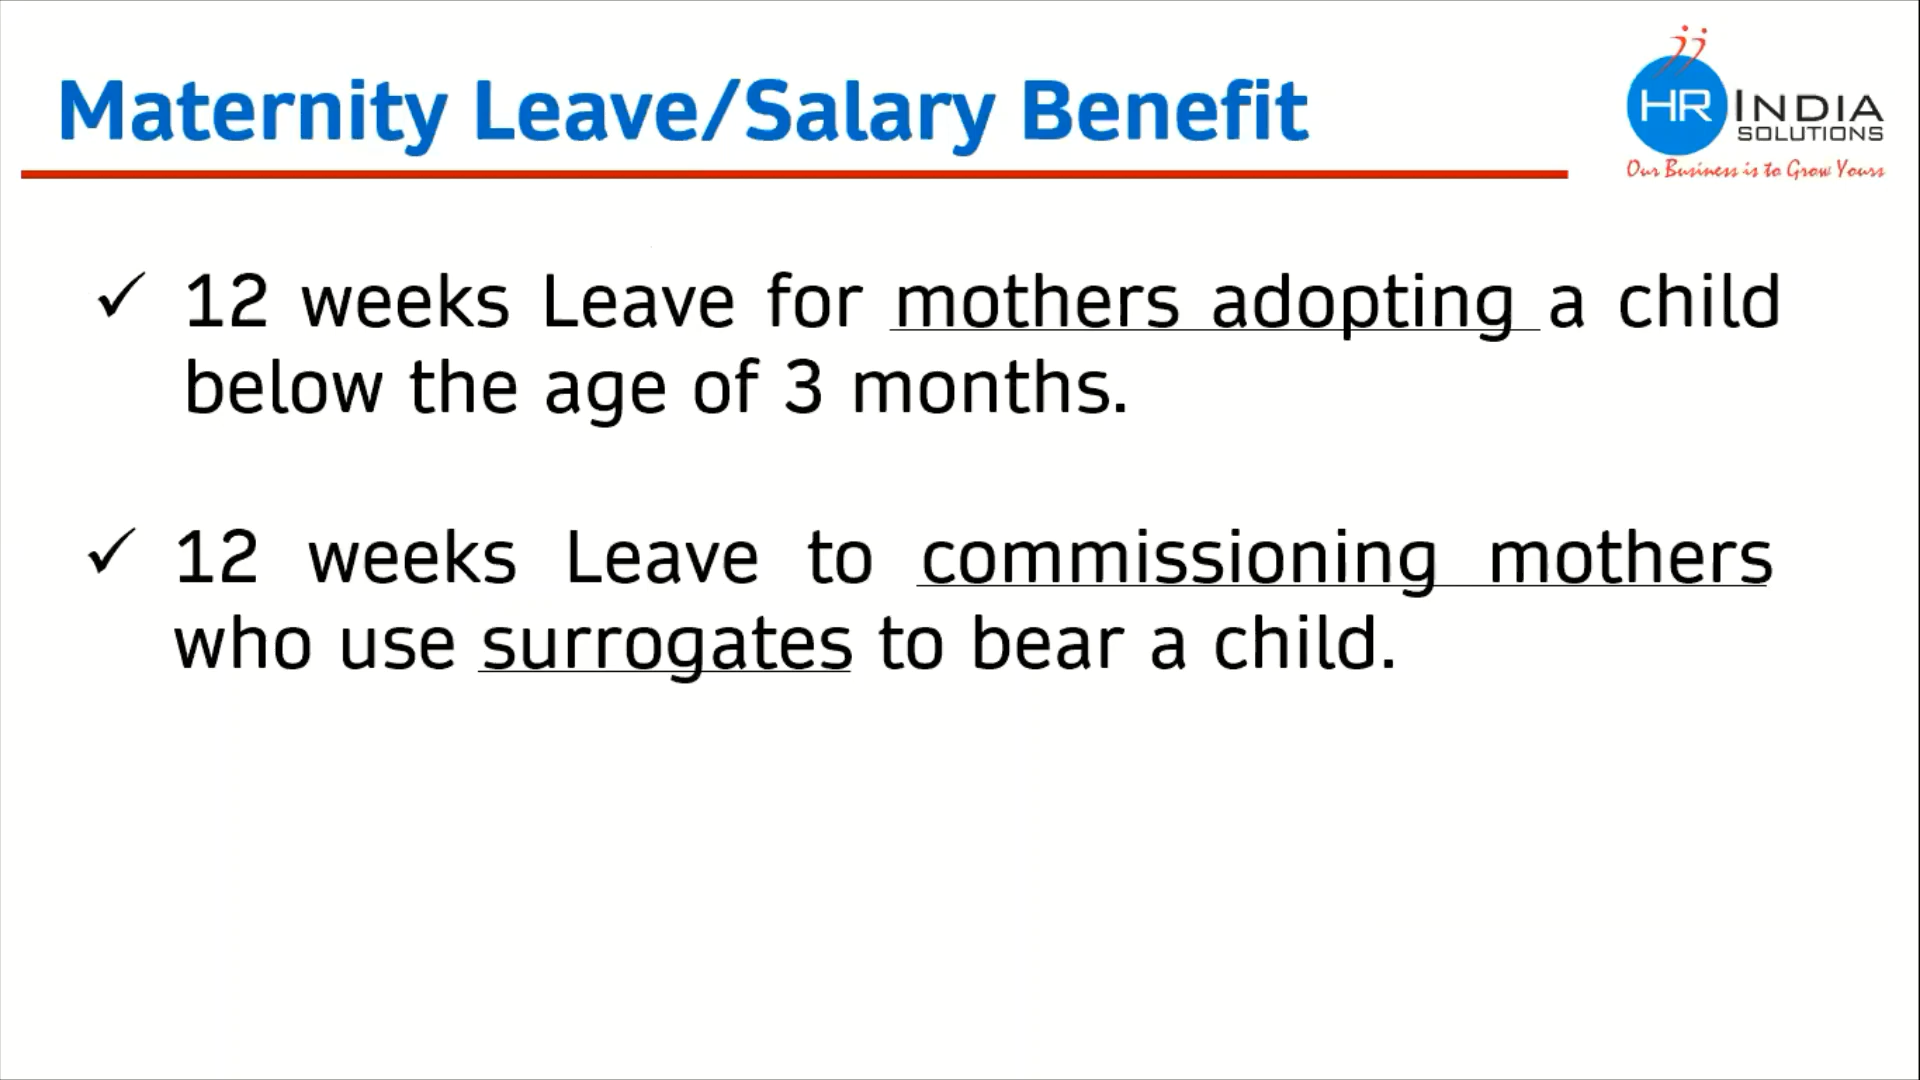 Maternity Leave/Salary Benefit
HR INDIA
SOLUTIONS
Our Business is to Grow Yours
✓ 12 weeks Leave for mothers adopting a child
below the age of 3 months.
✓ 12 weeks Leave to commissioning mothers
who use surrogates to bear a child.